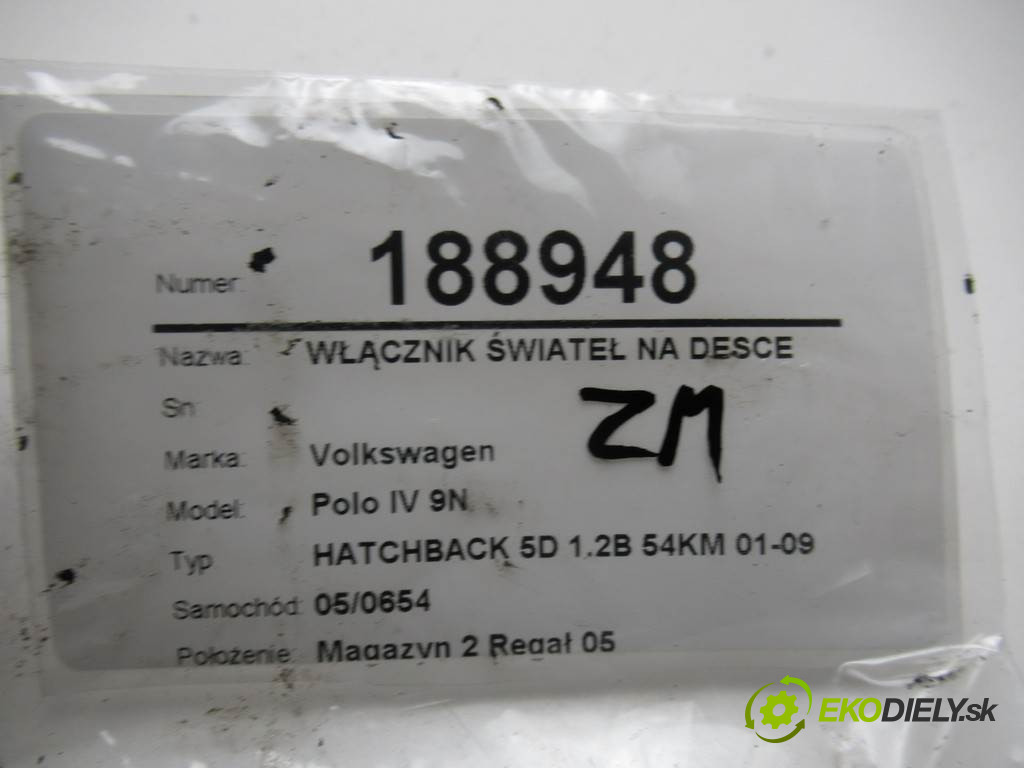 Numer: 188948
Nazwa: WŁĄCZNIK ŚWIATEŁ NA DESCE
Sn
ZM
Marka: Volkswagen
Model: Polo IV 9N
Typ HATCHBACK 5D 1.2B 54KM 01-09
Samochód: 05/0654
Położenie: Magazyn 2 Regał 05
EKODIELY.sk